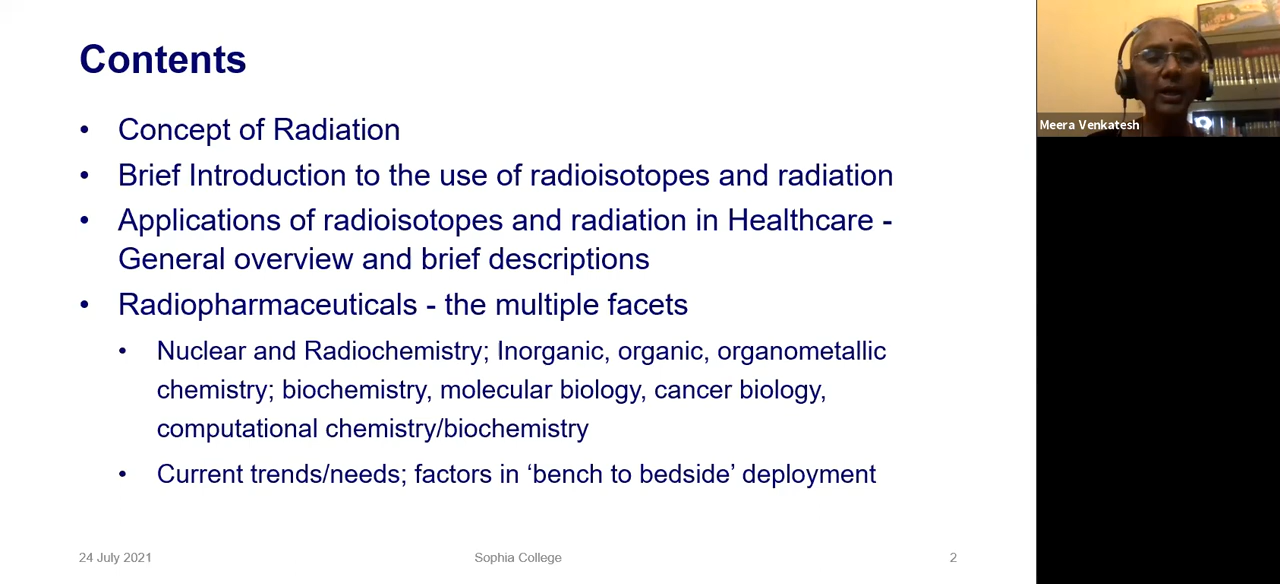 Contents
• Concept of Radiation
• Brief Introduction to the use of radioisotopes and radiation
• Applications of radioisotopes and radiation in Healthcare -
General overview and brief descriptions
• Radiopharmaceuticals - the multiple facets
• Nuclear and Radiochemistry; Inorganic, organic, organometallic
chemistry; biochemistry, molecular biology, cancer biology,
computational chemistry/biochemistry
• Current trends/needs; factors in ‘bench to bedside’ deployment
24 July 2021
Sophia College
2
Meera Venkatesh